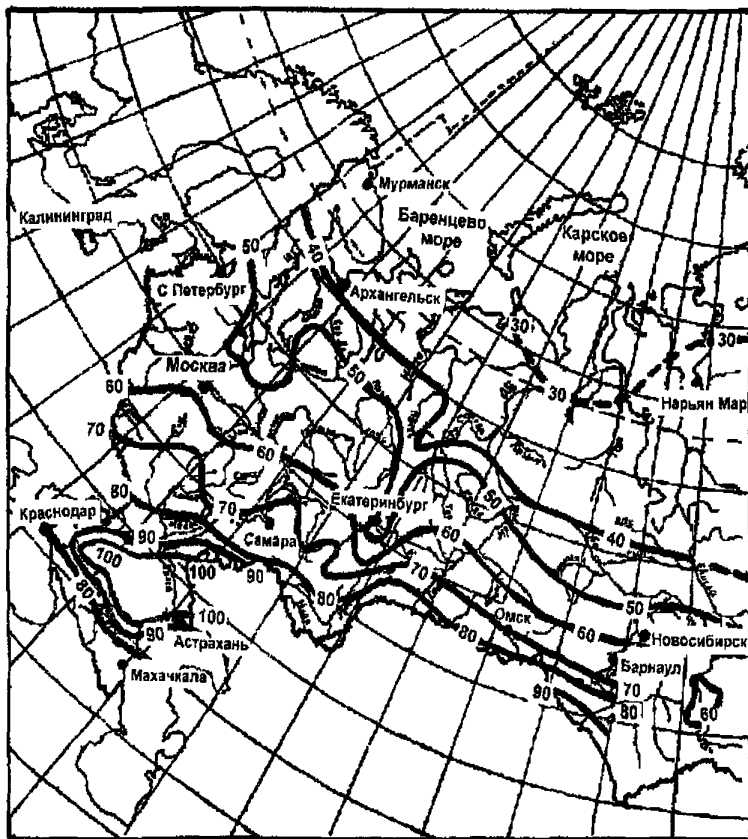 Мурманск
Калининград
Баренцево
море
Карское
море
50
40
С Петербург
Архангельск
30
30
Москва
50
60
30
Нарьян Мар
70
60
50
Екатеринбург
80
Краснодар
70
Самара
60
40
90
100
100
90
80
70
50
80
Омск
60
Новосибирск
100
90
Астрахань
80
Барнаул
Махачкала
90
70
80
60